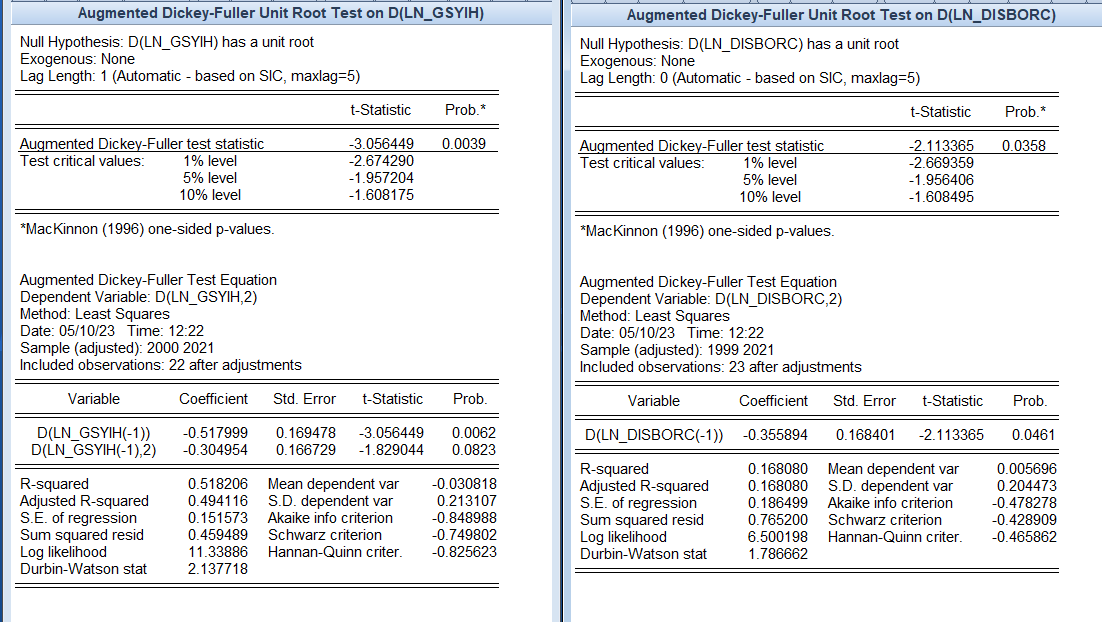 Augmented Dickey-Fuller Unit Root Test on D(LN_GSYIH)
Null Hypothesis: D(LN_GSYIH) has a unit root
Exogenous: None
Lag Length: 1 (Automatic - based on SIC, maxlag=5)
t-Statistic Prob.*
Augmented Dickey-Fuller test statistic -3.056449 0.0039
Test critical values: 1% level -2.674290
5% level -1.957204
10% level -1.608175
*MacKinnon (1996) one-sided p-values.
Augmented Dickey-Fuller Test Equation
Dependent Variable: D(LN_GSYIH,2)
Method: Least Squares
Date: 05/10/23 Time: 12:22
Sample (adjusted): 2000 2021
Included observations: 22 after adjustments
Variable Coefficient Std. Error t-Statistic Prob.
D(LN_GSYIH(-1)) -0.517999 0.169478 -3.056449 0.0062
D(LN_GSYIH(-1),2) -0.304954 0.166729 -1.829044 0.0823
R-squared 0.518206 Mean dependent var -0.030818
Adjusted R-squared 0.494116 S.D. dependent var 0.213107
S.E. of regression 0.151573 Akaike info criterion -0.848988
Sum squared resid 0.459489 Schwarz criterion -0.749802
Log likelihood 11.33886 Hannan-Quinn criter. -0.825623
Durbin-Watson stat 2.137718
Augmented Dickey-Fuller Unit Root Test on D(LN_DISBORC)
Null Hypothesis: D(LN_DISBORC) has a unit root
Exogenous: None
Lag Length: 0 (Automatic - based on SIC, maxlag=5)
t-Statistic Prob.*
Augmented Dickey-Fuller test statistic -2.113365 0.0358
Test critical values: 1% level -2.669359
5% level -1.956406
10% level -1.608495
*MacKinnon (1996) one-sided p-values.
Augmented Dickey-Fuller Test Equation
Dependent Variable: D(LN_DISBORC,2)
Method: Least Squares
Date: 05/10/23 Time: 12:22
Sample (adjusted): 1999 2021
Included observations: 23 after adjustments
Variable Coefficient Std. Error t-Statistic Prob.
D(LN_DISBORC(-1)) -0.355894 0.168401 -2.113365 0.0461
R-squared 0.168080 Mean dependent var 0.005696
Adjusted R-squared 0.168080 S.D. dependent var 0.204473
S.E. of regression 0.186499 Akaike info criterion -0.478278
Sum squared resid 0.765200 Schwarz criterion -0.428909
Log likelihood 6.500198 Hannan-Quinn criter. -0.465862
Durbin-Watson stat 1.786662